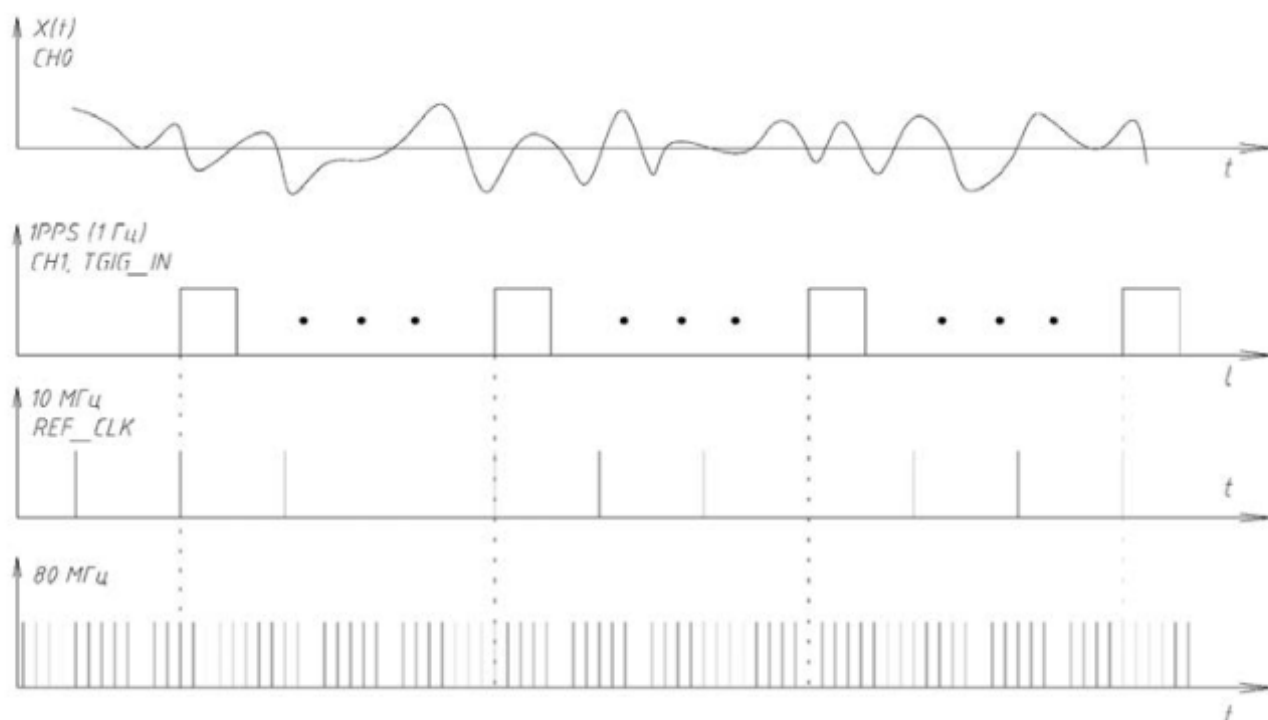 X(t)
CH0
t
1PPS (1 Гц)
CH1, TGIG_IN
t
10 МГц
REF_CLK
t
80 МГц
t